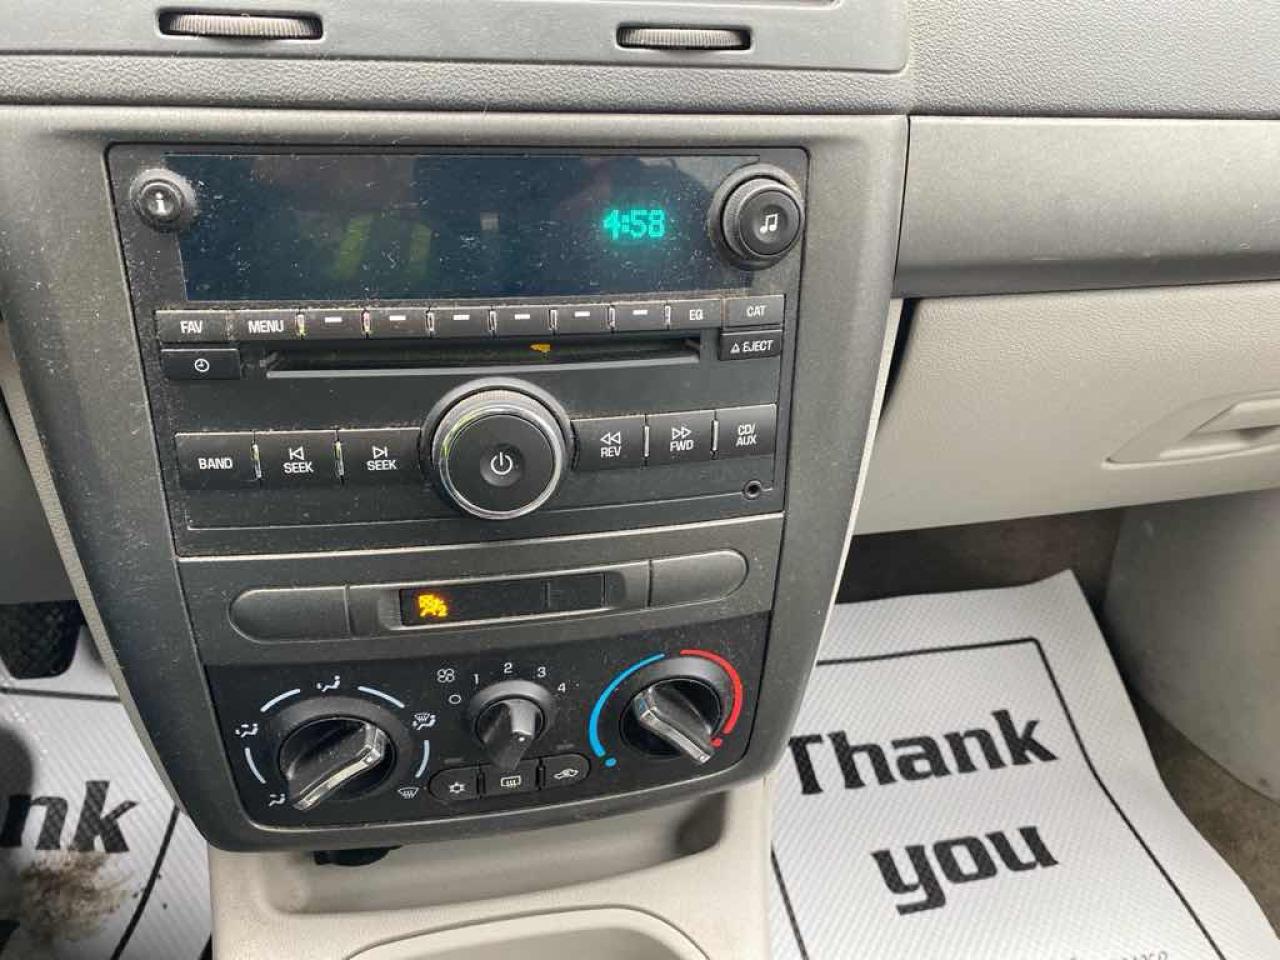 i
4:58
FAV MENU EQ CAT
EJECT
BAND SEEK SEEK REV FWD CD/
AUX
1 2 3 4
2
nk
Thank
you